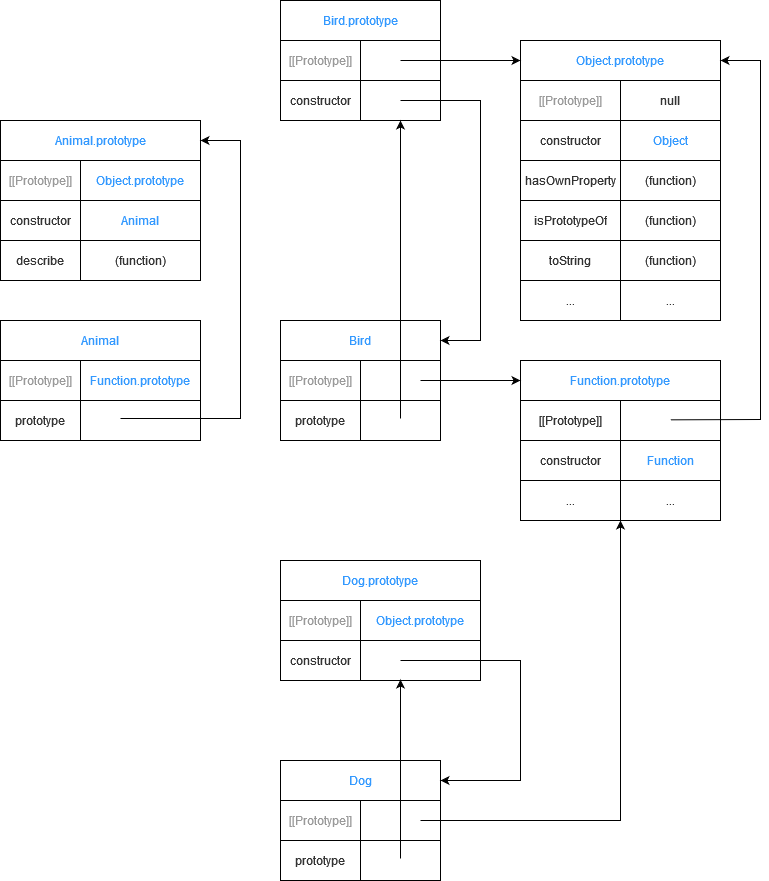 Bird.prototype
[[Prototype]]
constructor
Object.prototype
[[Prototype]] null
constructor Object
hasOwnProperty (function)
isPrototypeOf (function)
toString (function)
... ...
Animal.prototype
[[Prototype]] Object.prototype
constructor Animal
describe (function)
Animal
[[Prototype]] Function.prototype
prototype
Bird
[[Prototype]]
prototype
Function.prototype
[[Prototype]]
constructor Function
... ...
Dog.prototype
[[Prototype]] Object.prototype
constructor
Dog
[[Prototype]]
prototype